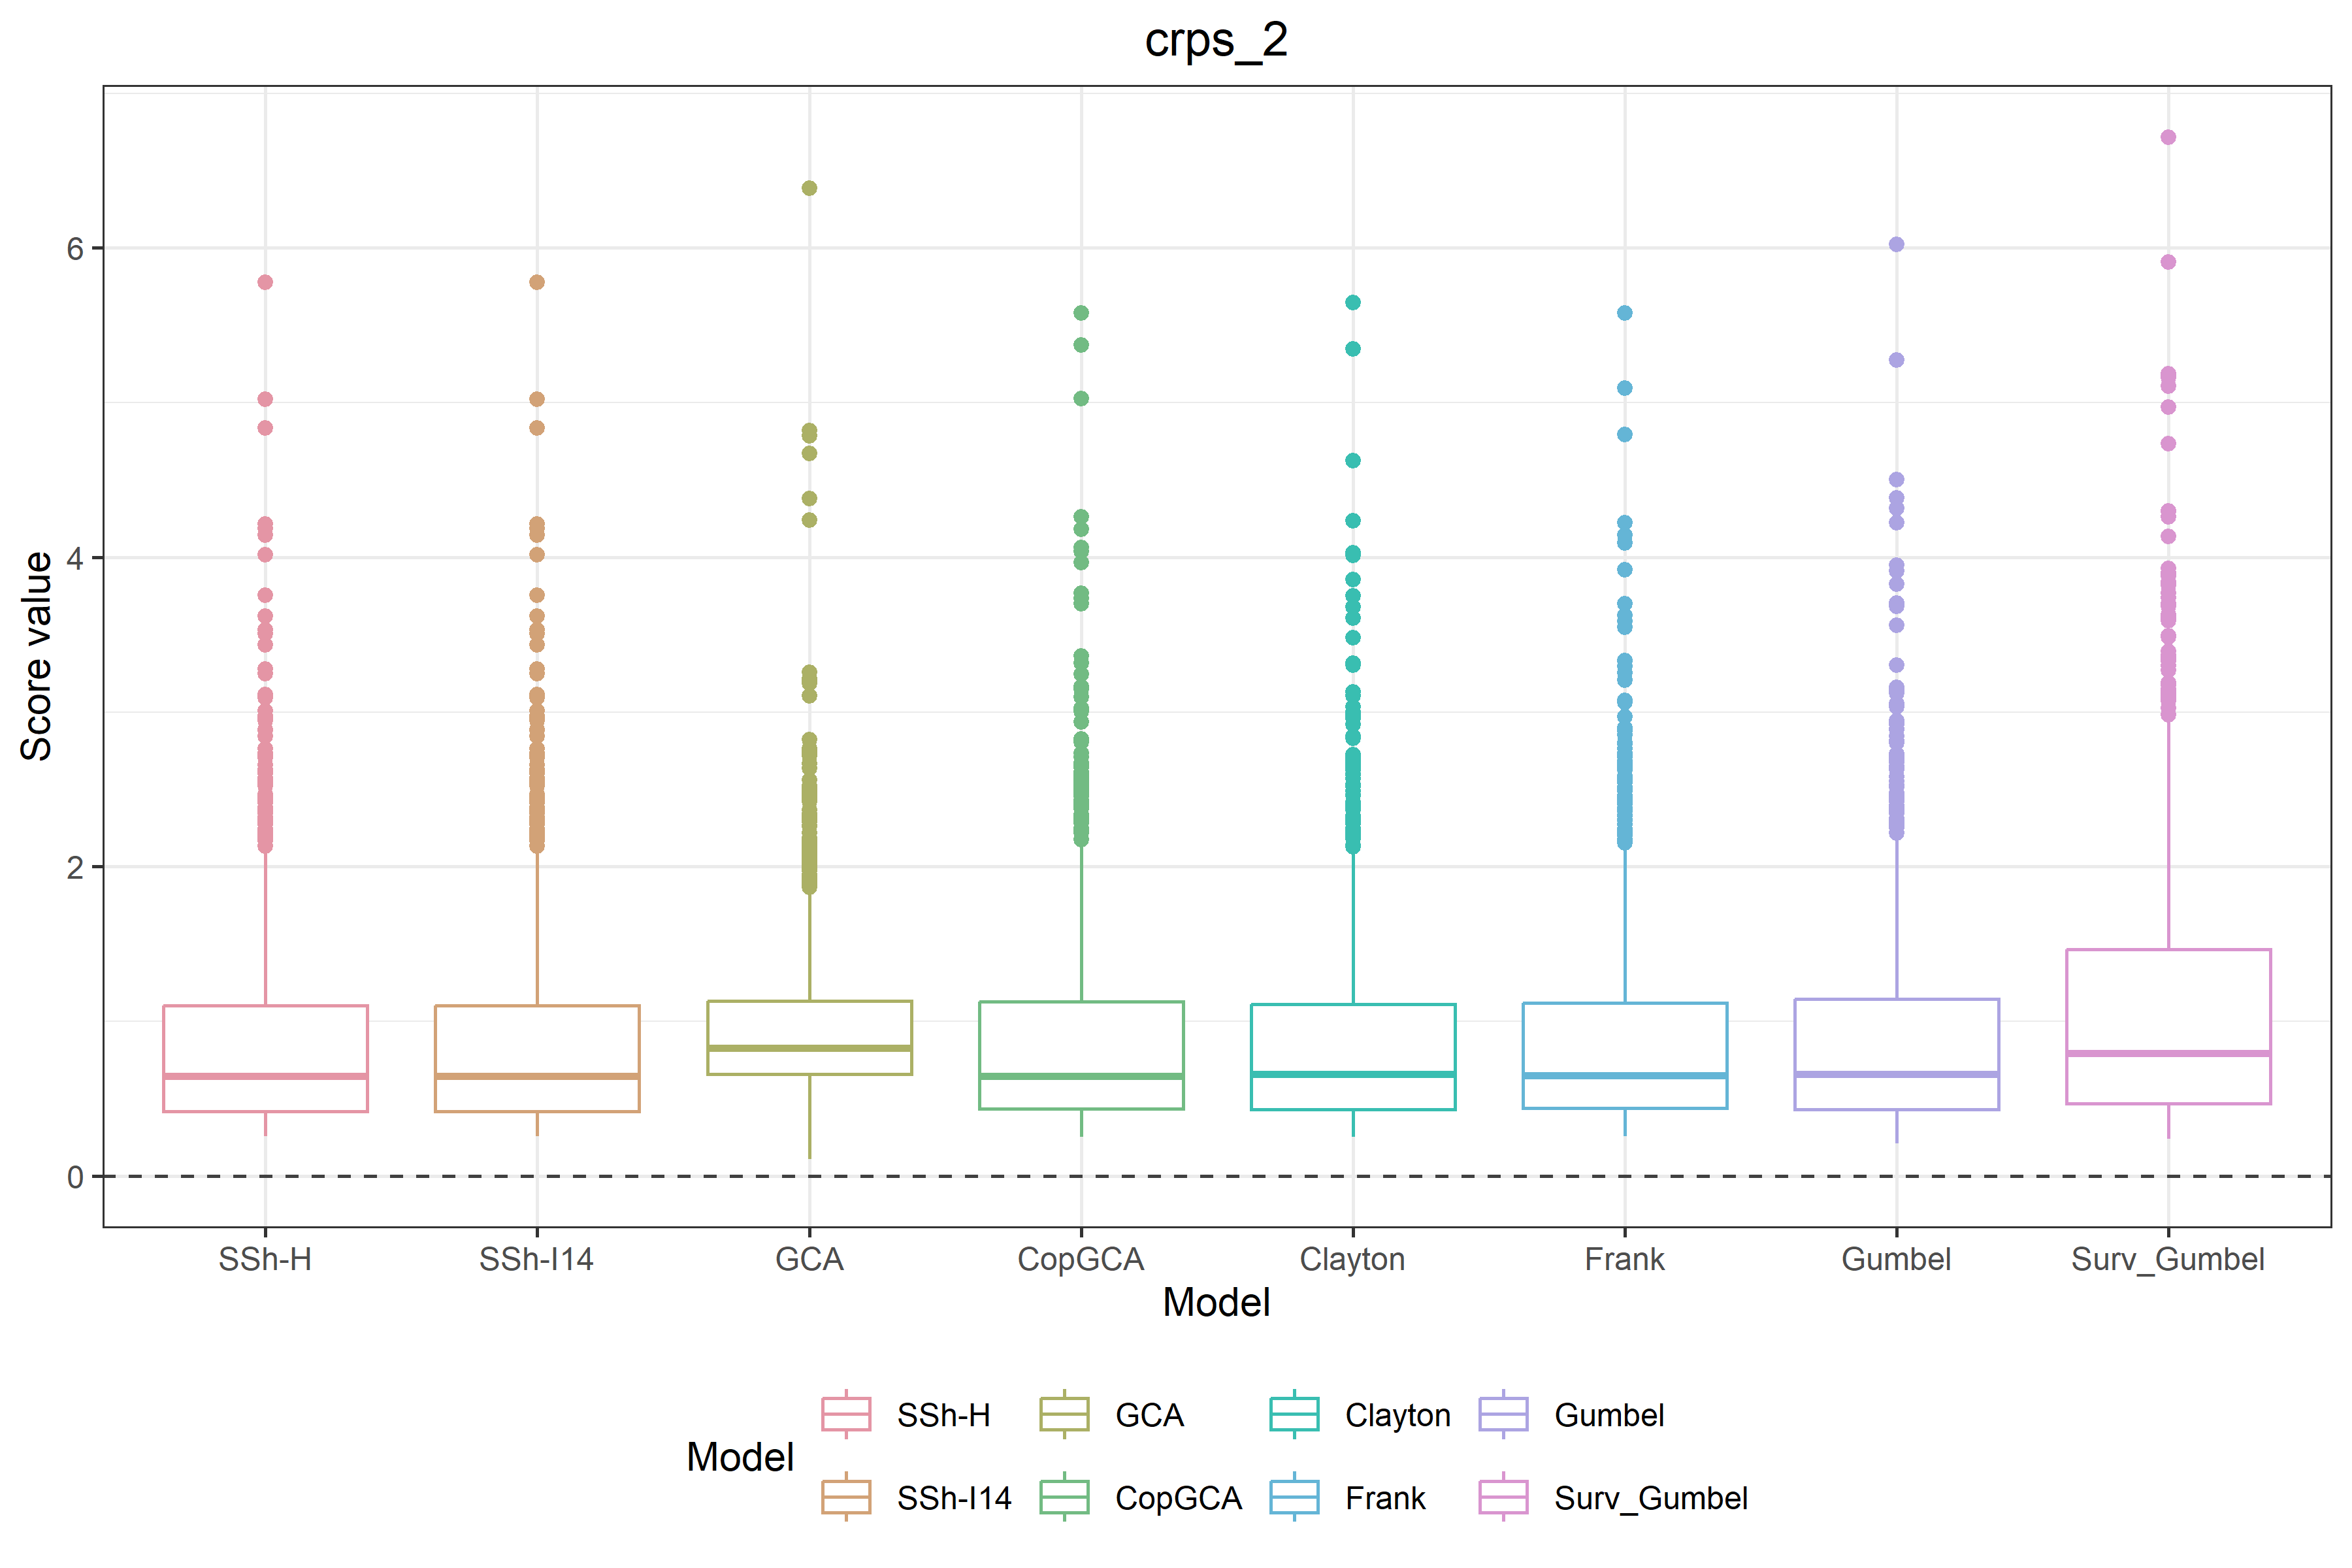 crps_2
Score value
6
4
2
0
SSh-H SSh-I14 GCA CopGCA Clayton Frank Gumbel Surv_Gumbel
Model
Model
SSh-H GCA Clayton Gumbel
SSh-I14 CopGCA Frank Surv_Gumbel